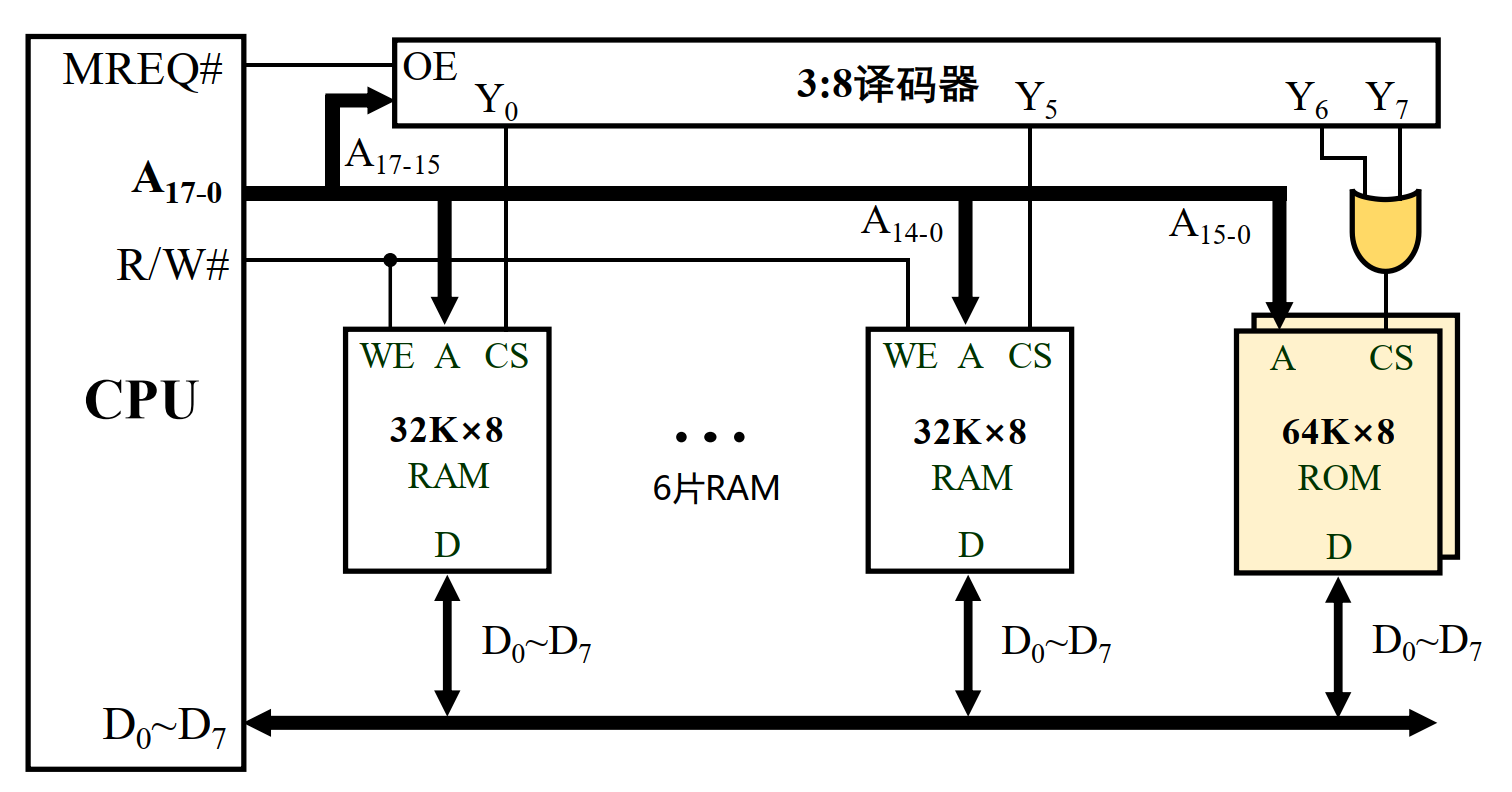 MREQ#
OE
Y0
3:8译码器
Y5
Y6
Y7
A17-15
A17-0
A14-0
A15-0
R/W#
WE A CS
WE A CS
A CS
CPU
32K×8
RAM
D
• • •
6片RAM
32K×8
RAM
D
64K×8
ROM
D
D0~D7
D0~D7
D0~D7
D0~D7